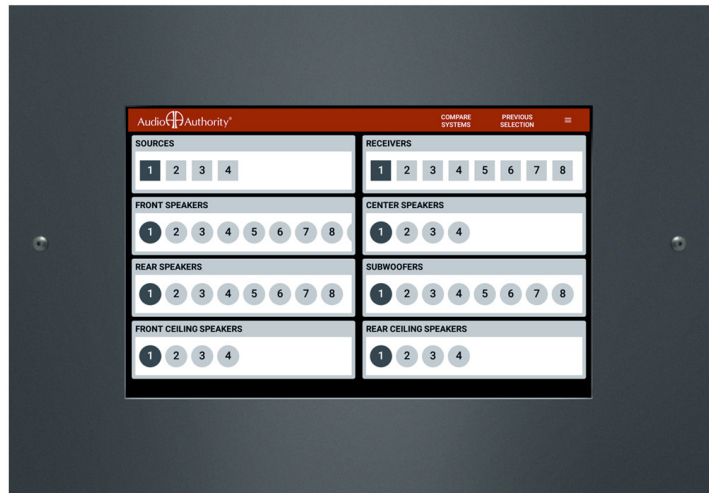 Audio Authority®
COMPARE SYSTEMS
PREVIOUS SELECTION
SOURCES
1 2 3 4
RECEIVERS
1 2 3 4 5 6 7 8
FRONT SPEAKERS
1 2 3 4 5 6 7 8
CENTER SPEAKERS
1 2 3 4
REAR SPEAKERS
1 2 3 4 5 6 7 8
SUBWOOFERS
1 2 3 4 5 6 7 8
FRONT CEILING SPEAKERS
1 2 3 4
REAR CEILING SPEAKERS
1 2 3 4